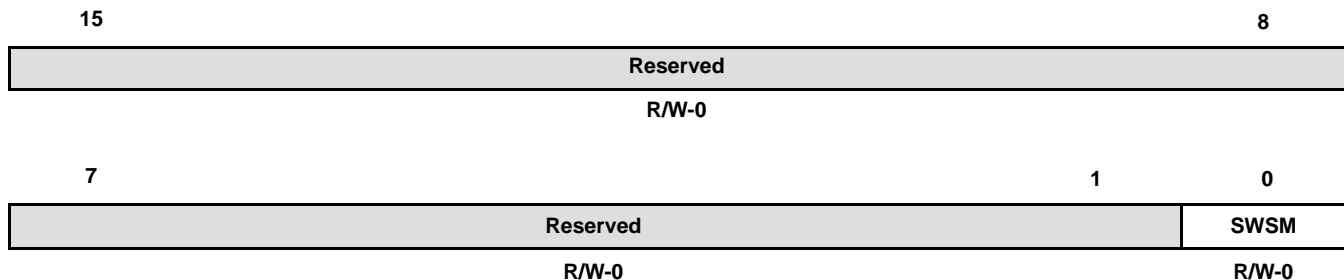 15 8
Reserved
R/W-0
7 1 0
Reserved SWSM
R/W-0 R/W-0